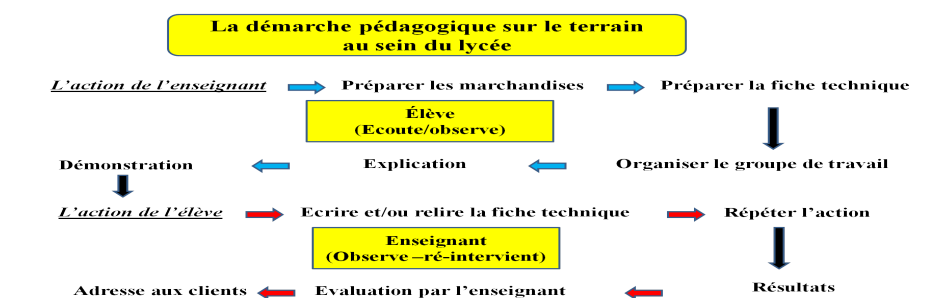 La démarche pédagogique sur le terrain
au sein du lycée
L'action de l'enseignant Préparer les marchandises Préparer la fiche technique
Élève
(Ecoute/observe)
Démonstration Explication Organiser le groupe de travail
L'action de l'élève Ecrire et/ou relire la fiche technique Répéter l'action
Enseignant
(Observe –ré-intervient)
Adresse aux clients Evaluation par l'enseignant Résultats